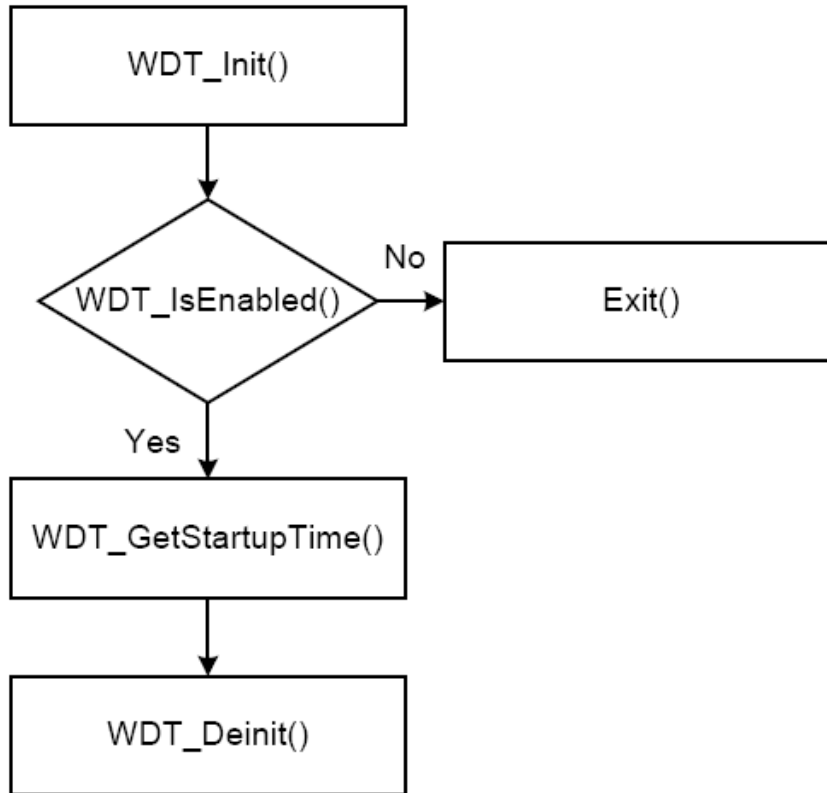 WDT_Init()
WDT_IsEnabled()
No
Exit()
Yes
WDT_GetStartupTime()
WDT_Deinit()